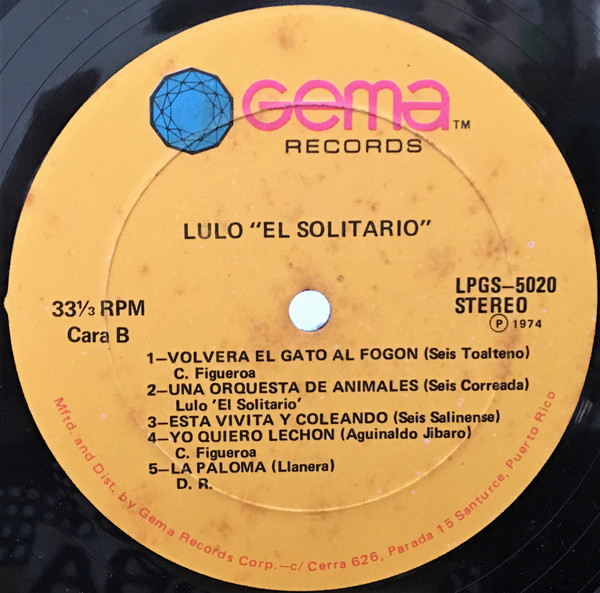 Gema TM
RECORDS
LULO "EL SOLITARIO"
33⅓ RPM
Cara B
LPGS–5020
STEREO
Ⓟ 1974
1–VOLVERA EL GATO AL FOGON (Seis Toalteno)
C. Figueroa
2–UNA ORQUESTA DE ANIMALES (Seis Correada)
Lulo 'El Solitario'
3–ESTA VIVITA Y COLEANDO (Seis Salinense)
4–YO QUIERO LECHON (Aguinaldo Jibaro)
C. Figueroa
5–LA PALOMA (Llanera)
D. R.
Mftd. and Dist. by Gema Records Corp.–c/ Cerra 626, Parada 15 Santurce, Puerto Rico